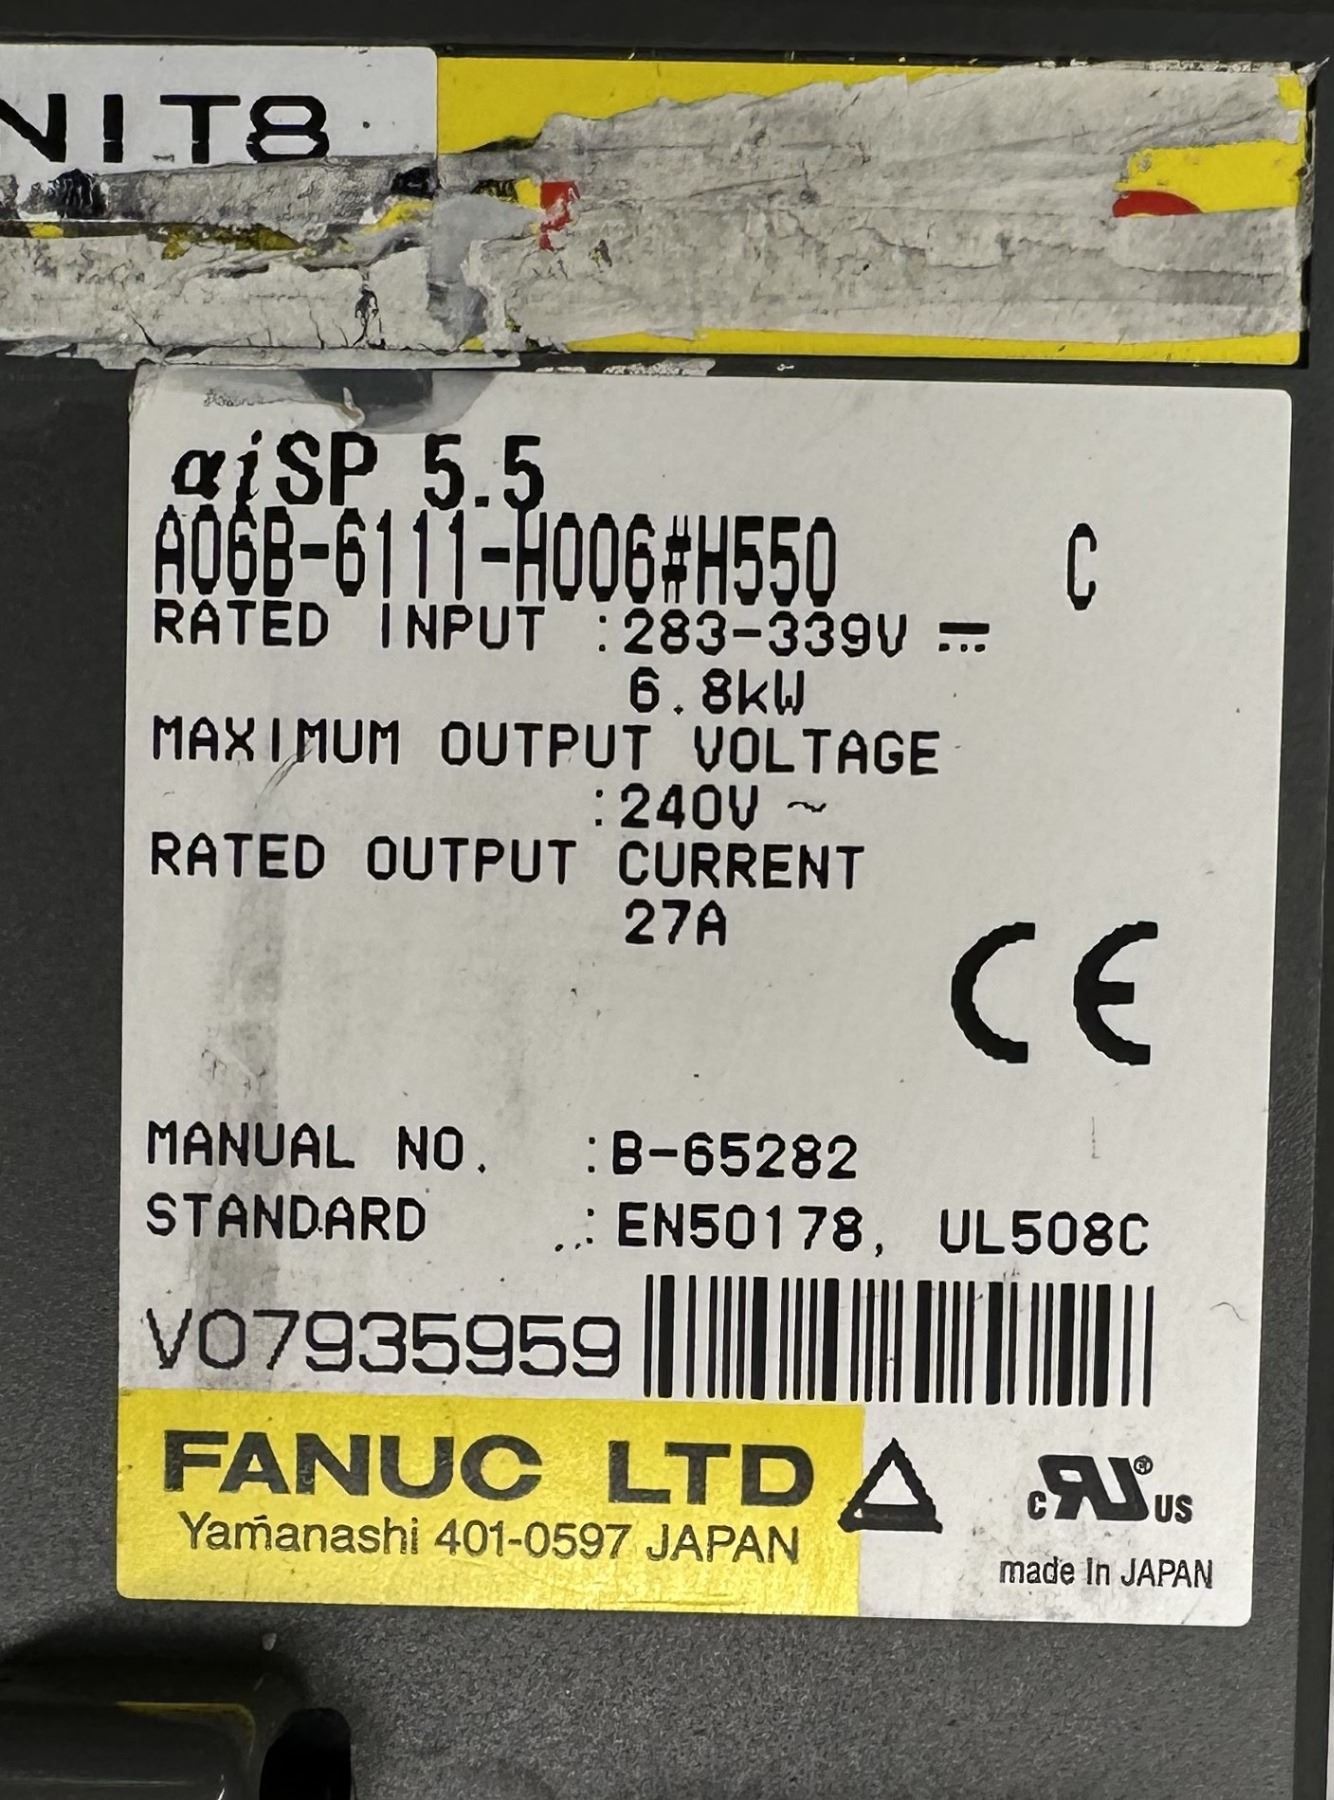 NIT8
αiSP 5.5
A06B-6111-H006#H550 C
RATED INPUT :283-339V ⎓
6.8kW
MAXIMUM OUTPUT VOLTAGE
:240V ~
RATED OUTPUT CURRENT
27A
CE
MANUAL NO. :B-65282
STANDARD :EN50178, UL508C
V07935959
FANUC LTD
Yamanashi 401-0597 JAPAN
c RU ® US
made in JAPAN